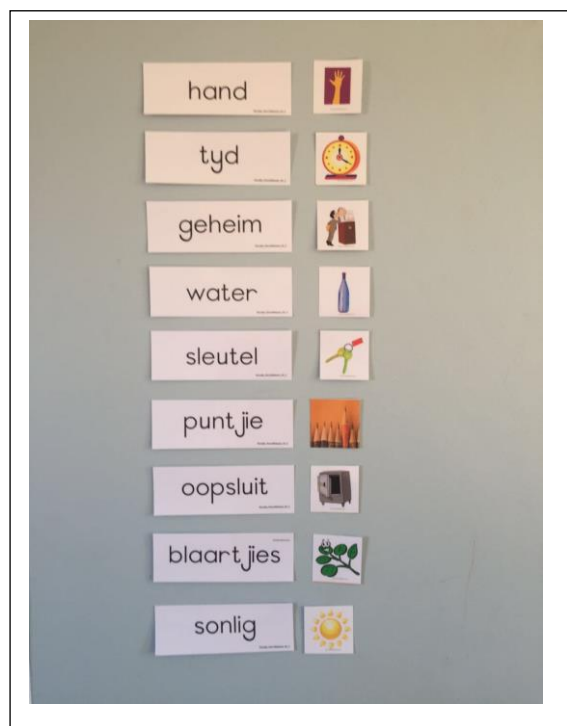 hand
tyd
geheim
water
sleutel
puntjie
oopsluit
blaartjies
sonlig